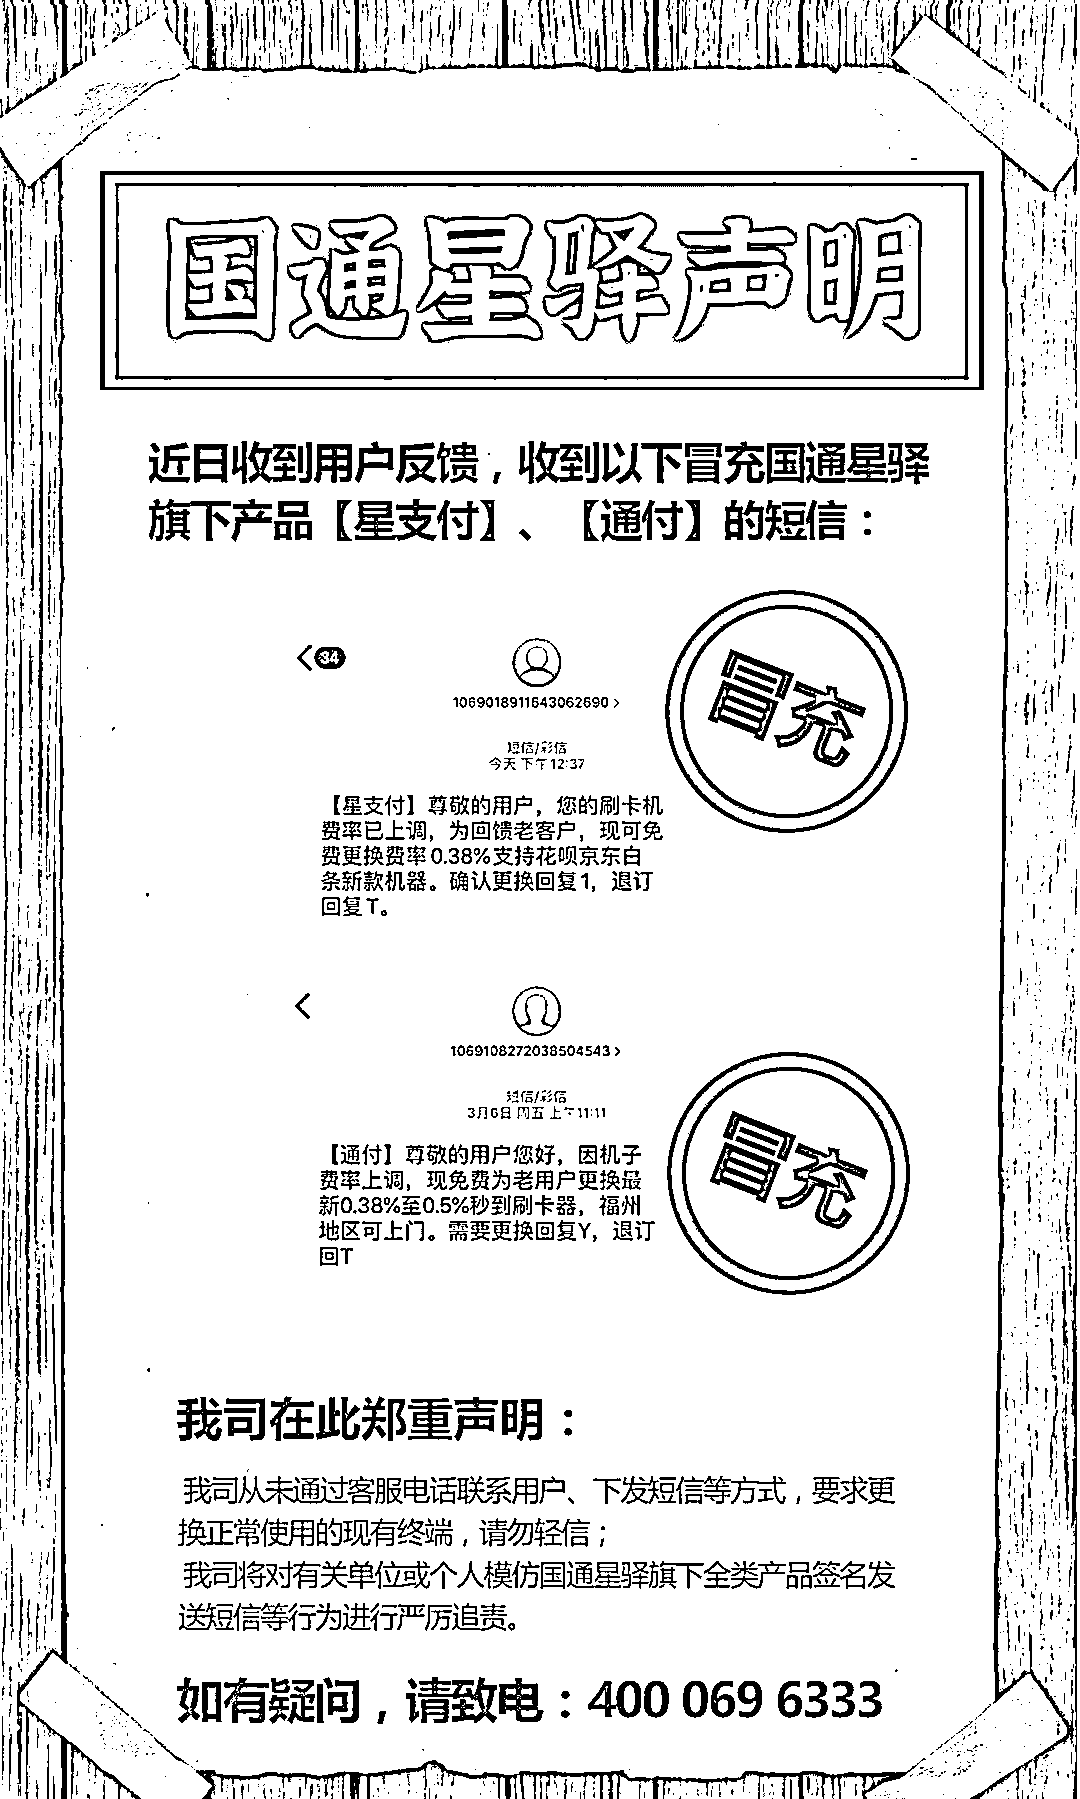 国通星驿声明
近日收到用户反馈，收到以下冒充国通星驿
旗下产品【星支付】、【通付】的短信：
34
1069018911643062690 >
短信/彩信
今天 下午12:37
冒充
【星支付】尊敬的用户，您的刷卡机
费率已上调，为回馈老客户，现可免
费更换费率0.38%支持花呗京东白
条新款机器。确认更换回复1，退订
回复T。
1069108272038504543 >
短信/彩信
3月6日 周五 上午11:11
冒充
【通付】尊敬的用户您好，因机子
费率上调，现免费为老用户更换最
新0.38%至0.5%秒到刷卡器，福州
地区可上门。需要更换回复Y，退订
回T
我司在此郑重声明：
我司从未通过客服电话联系用户、下发短信等方式，要求更
换正常使用的现有终端，请勿轻信；
我司将对有关单位或个人模仿国通星驿旗下全类产品签名发
送短信等行为进行严厉追责。
如有疑问，请致电：400 069 6333